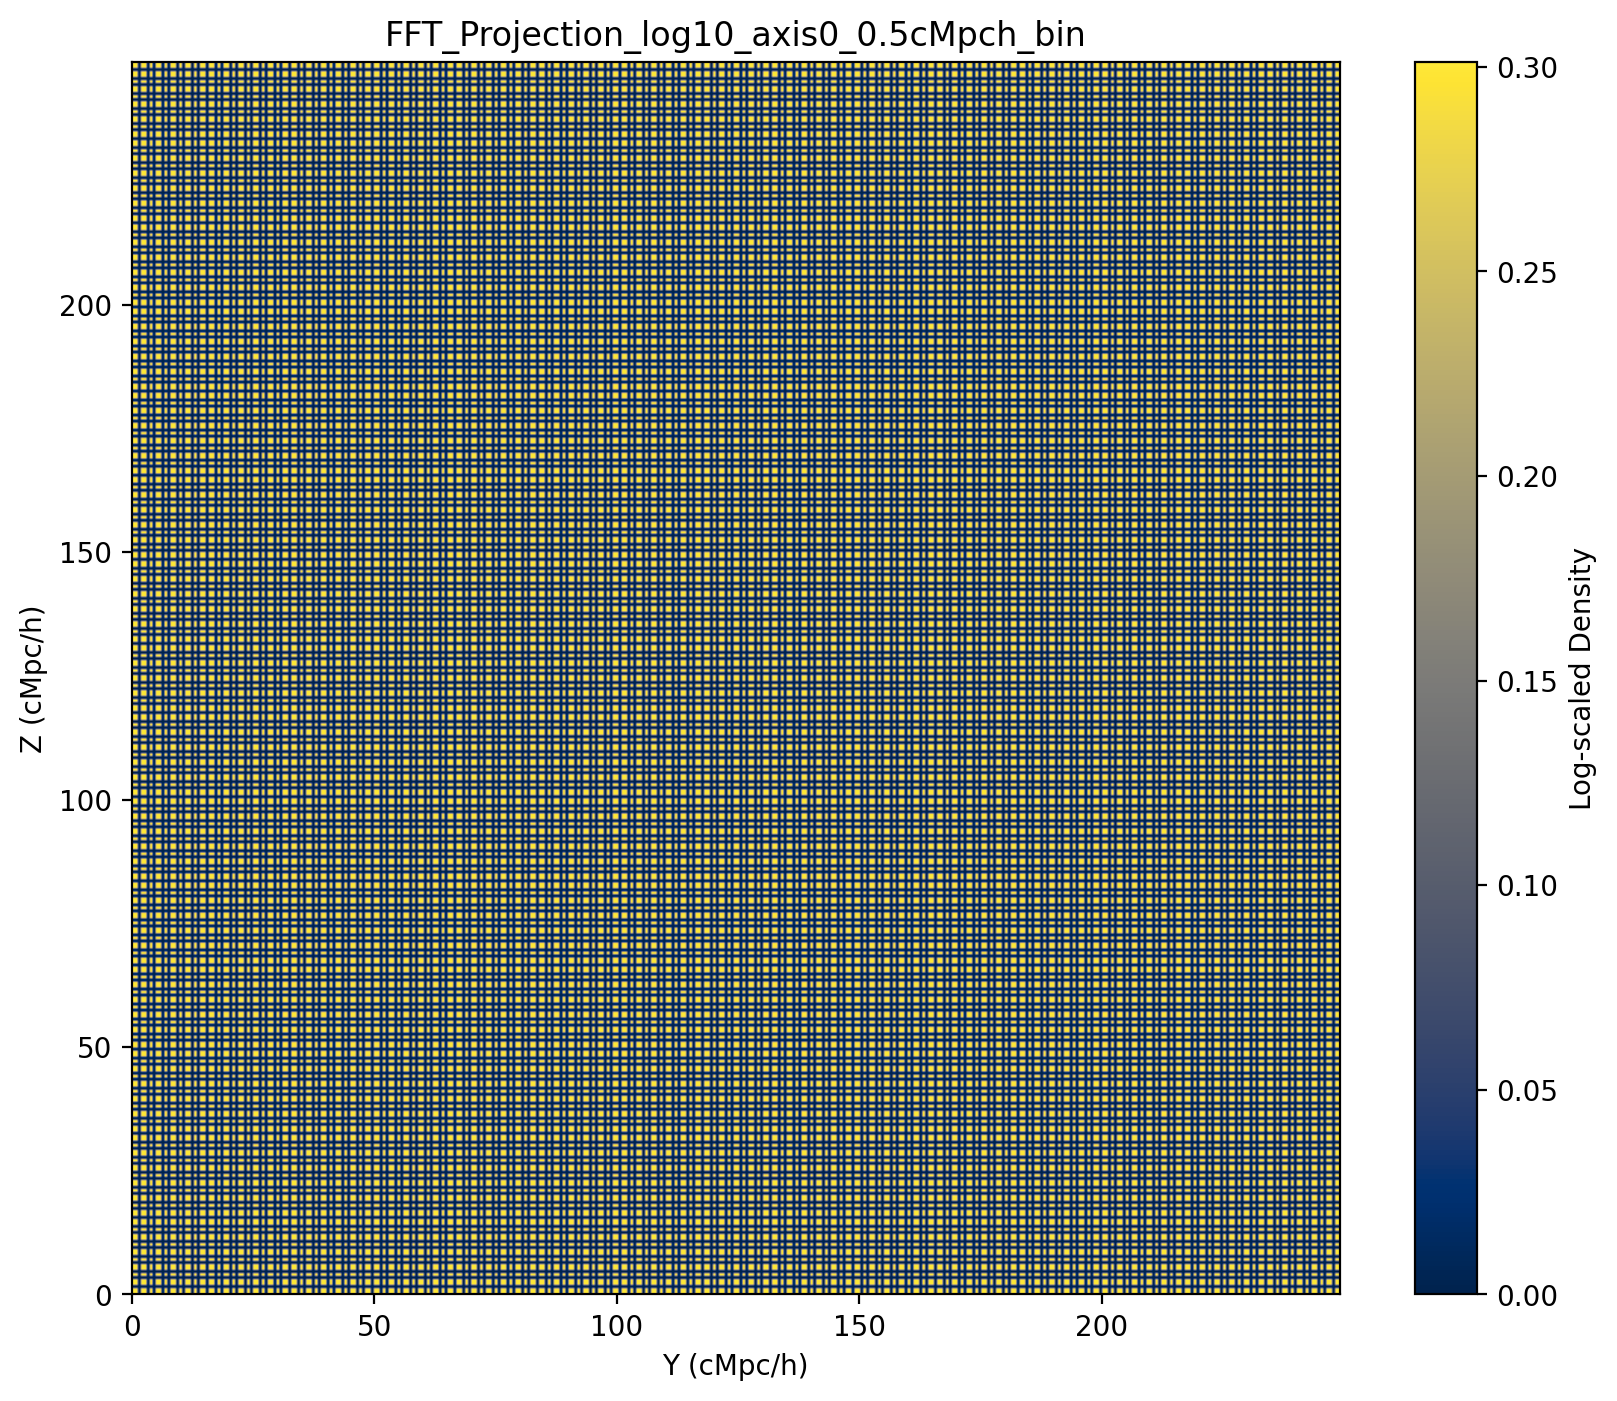 FFT_Projection_log10_axis0_0.5cMpch_bin
Z (cMpc/h)
200
150
100
50
0
0 50 100 150 200
Y (cMpc/h)
0.30
0.25
0.20
0.15
0.10
0.05
0.00
Log-scaled Density